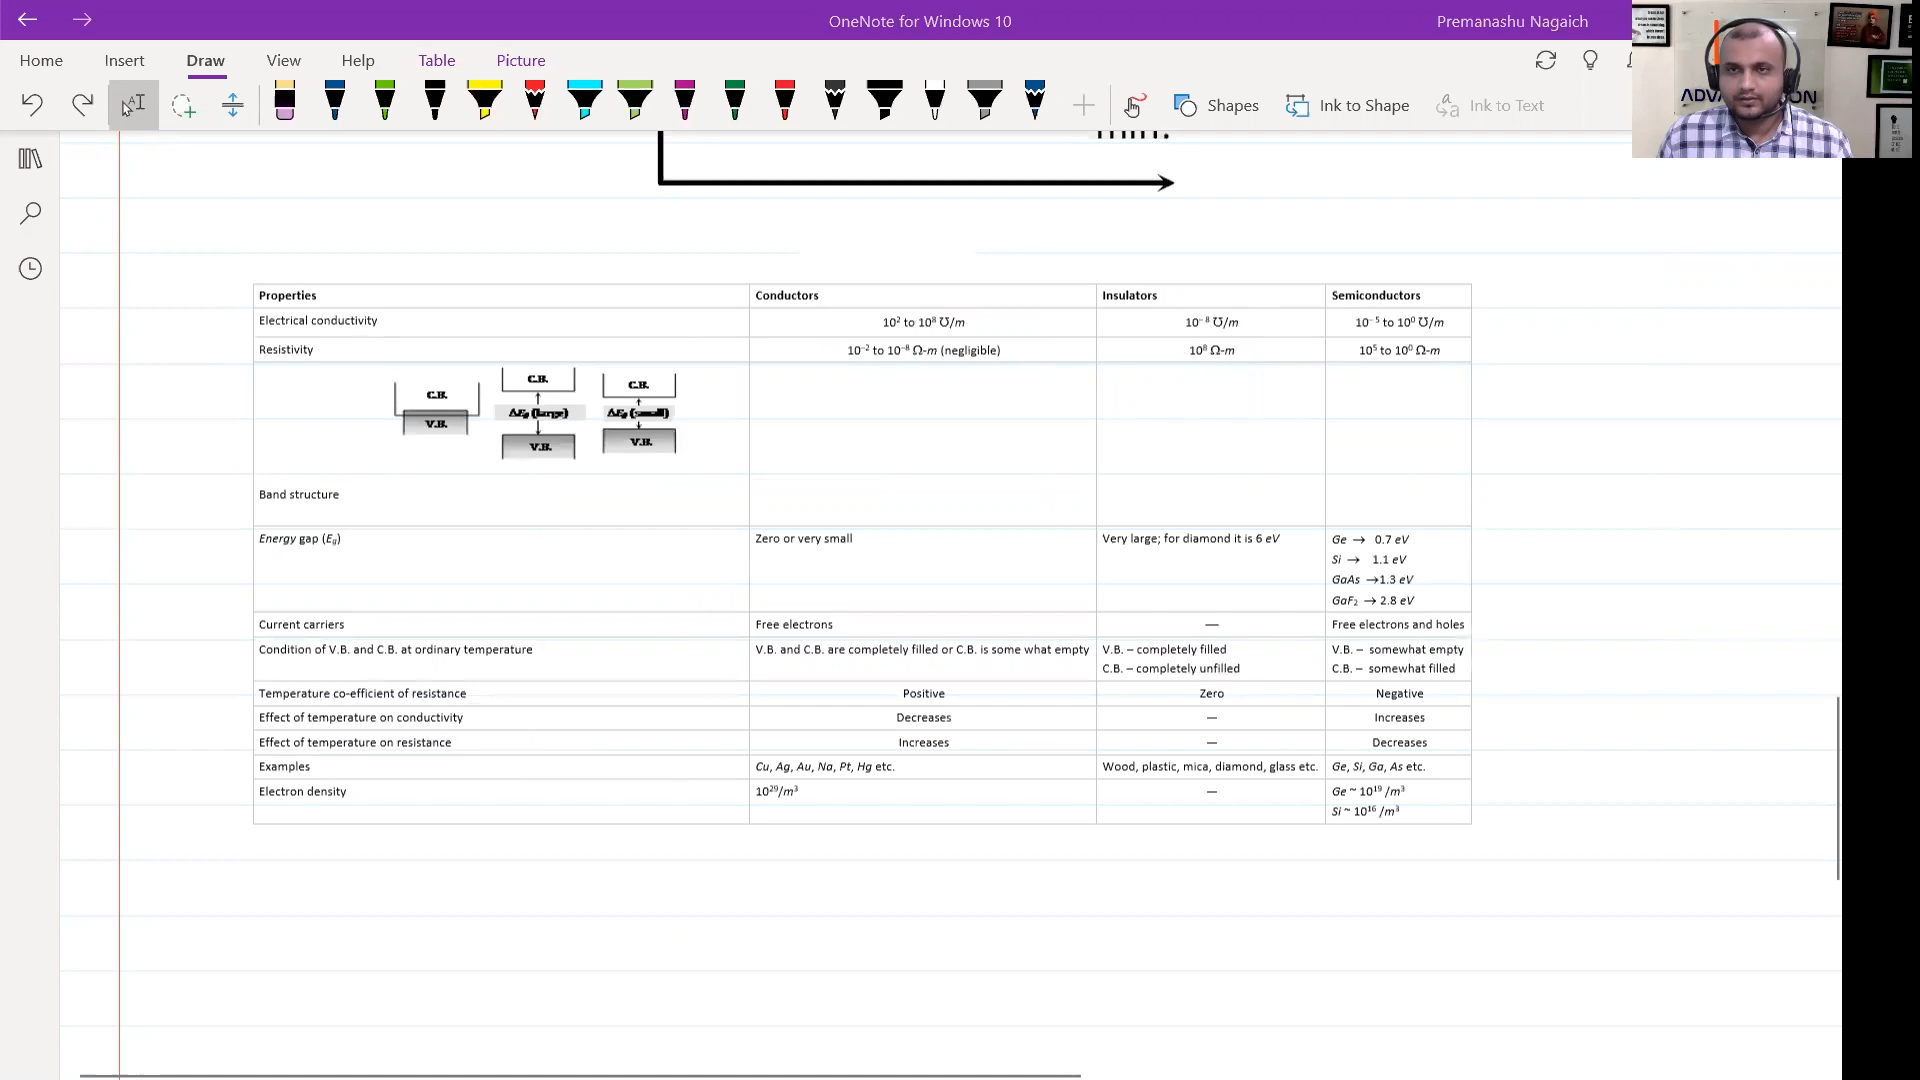 OneNote for Windows 10
Premanashu Nagaich
Home
Insert
Draw
View
Help
Table
Picture
Shapes
Ink to Shape
Ink to Text
Properties
Conductors
Insulators
Semiconductors
Electrical conductivity
10² to 10⁸ ℧/m
10⁻⁸ ℧/m
10⁻⁵ to 10⁰ ℧/m
Resistivity
10⁻² to 10⁻⁸ Ω-m (negligible)
10⁸ Ω-m
10⁵ to 10⁰ Ω-m
C.B.
V.B.
C.B.
ΔEg (large)
V.B.
C.B.
ΔEg (small)
V.B.
Band structure
Energy gap (Eg)
Zero or very small
Very large; for diamond it is 6 eV
Ge → 0.7 eV
Si → 1.1 eV
GaAs →1.3 eV
GaF₂ → 2.8 eV
Current carriers
Free electrons
—
Free electrons and holes
Condition of V.B. and C.B. at ordinary temperature
V.B. and C.B. are completely filled or C.B. is some what empty
V.B. – completely filled
C.B. – completely unfilled
V.B. – somewhat empty
C.B. – somewhat filled
Temperature co-efficient of resistance
Positive
Zero
Negative
Effect of temperature on conductivity
Decreases
—
Increases
Effect of temperature on resistance
Increases
—
Decreases
Examples
Cu, Ag, Au, Na, Pt, Hg etc.
Wood, plastic, mica, diamond, glass etc.
Ge, Si, Ga, As etc.
Electron density
10²⁹/m³
—
Ge ~ 10¹⁹ /m³
Si ~ 10¹⁶ /m³